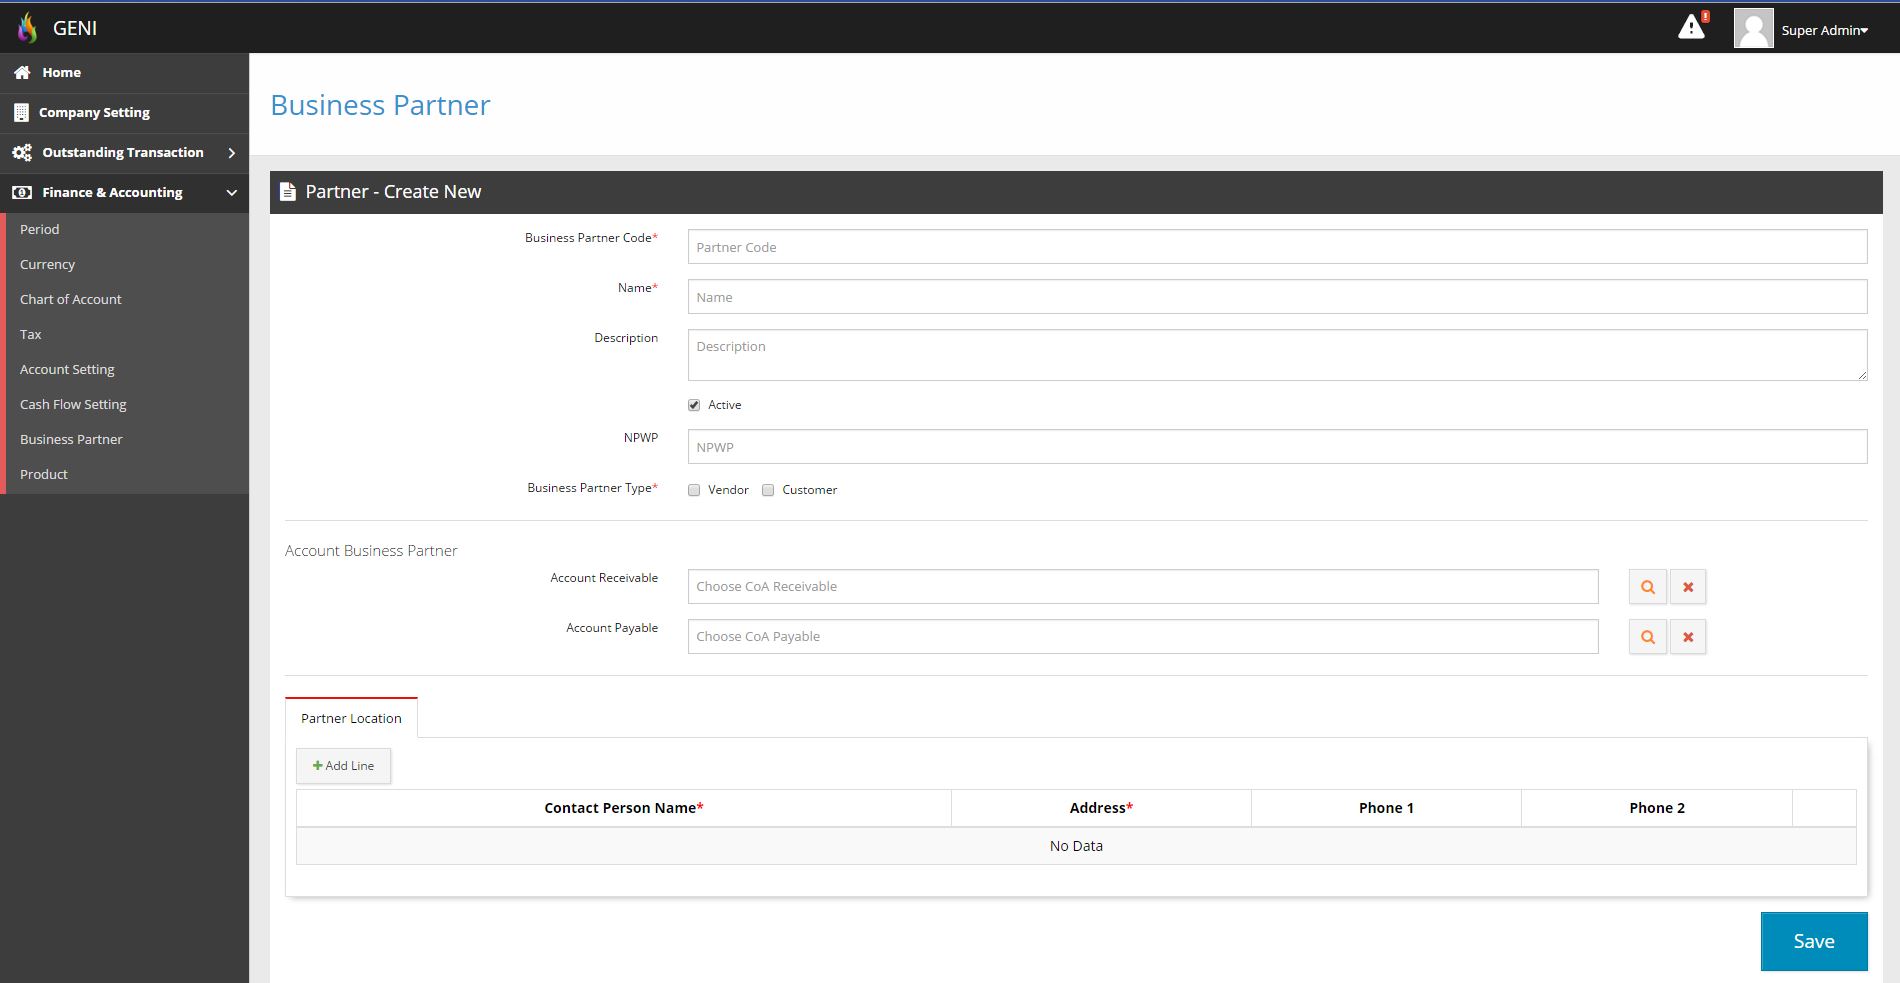 GENI
Super Admin
Home
Company Setting
Outstanding Transaction
Finance & Accounting
Period
Currency
Chart of Account
Tax
Account Setting
Cash Flow Setting
Business Partner
Product
Business Partner
Partner - Create New
Business Partner Code*
Partner Code
Name*
Name
Description
Description
Active
NPWP
NPWP
Business Partner Type*
Vendor Customer
Account Business Partner
Account Receivable
Choose CoA Receivable
Account Payable
Choose CoA Payable
Partner Location
Add Line
Contact Person Name* Address* Phone 1 Phone 2
No Data
Save